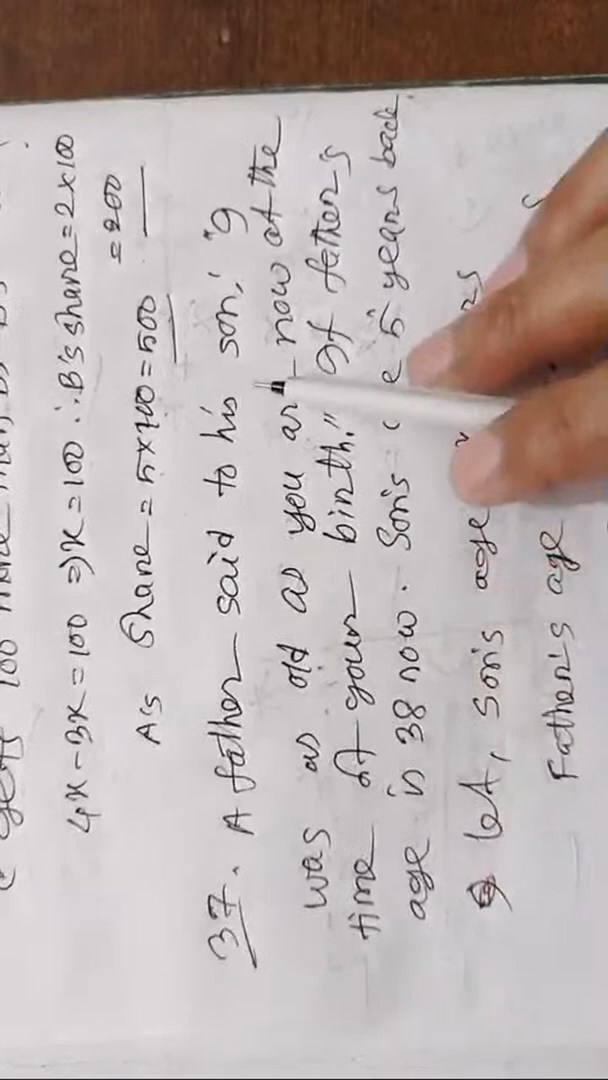 4x - 3x = 100 ⇒ x = 100 ∴ B's share = 2 x 100
= 200
A's share = 5 x 100 = 500
37. A father said to his son, "I
was as old as you are now at the
time of your birth." If father's
age is 38 now. Son's age 5 years back.
Let, son's age
Father's age